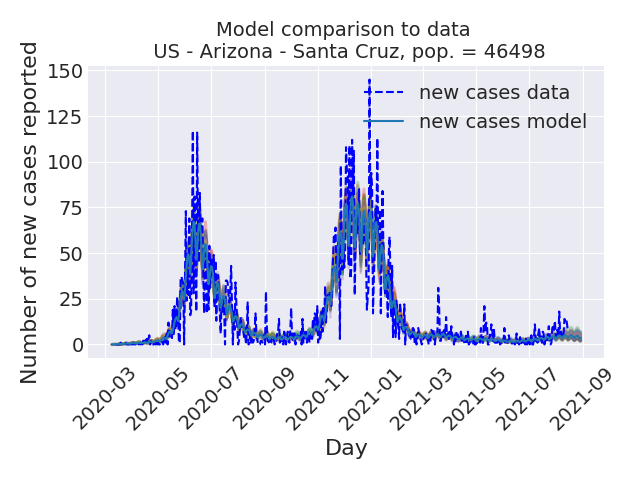 Model comparison to data
US - Arizona - Santa Cruz, pop. = 46498
Number of new cases reported
150
125
100
75
50
25
0
new cases data
new cases model
2020-03
2020-05
2020-07
2020-09
2020-11
2021-01
2021-03
2021-05
2021-07
2021-09
Day